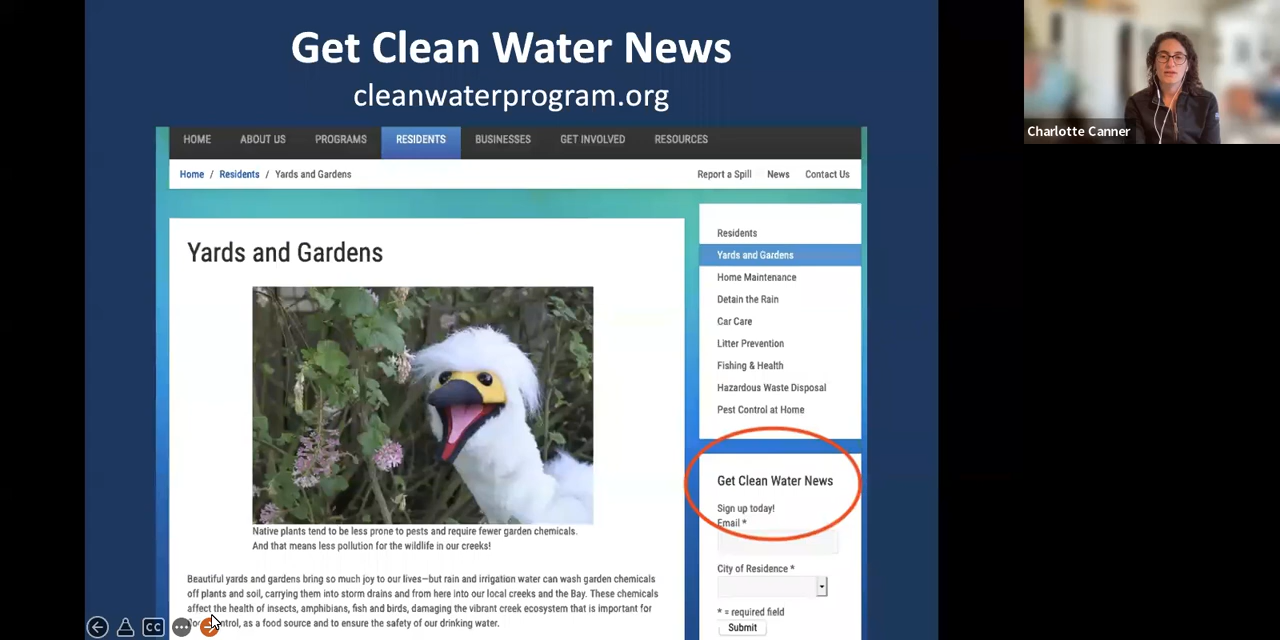 Get Clean Water News
cleanwaterprogram.org
Charlotte Canner
HOME ABOUT US PROGRAMS RESIDENTS BUSINESSES GET INVOLVED RESOURCES
Home / Residents / Yards and Gardens Report a Spill News Contact Us
Yards and Gardens
Native plants tend to be less prone to pests and require fewer garden chemicals.
And that means less pollution for the wildlife in our creeks!
Beautiful yards and gardens bring so much joy to our lives—but rain and irrigation water can wash garden chemicals
off plants and soil, carrying them into storm drains and from here into our local creeks and the Bay. These chemicals
affect the health of insects, amphibians, fish and birds, damaging the vibrant creek ecosystem that is important for
as a food source and to ensure the safety of our drinking water.
Residents
Yards and Gardens
Home Maintenance
Detain the Rain
Car Care
Litter Prevention
Fishing & Health
Hazardous Waste Disposal
Pest Control at Home
Get Clean Water News
Sign up today!
Email *
City of Residence *
* = required field
Submit
CC